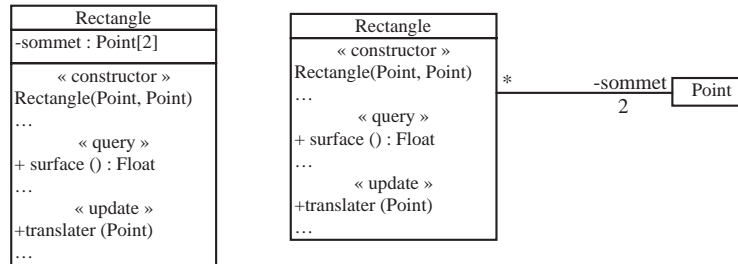 Rectangle
-sommet : Point[2]
« constructor »
Rectangle(Point, Point)
…
« query »
+ surface () : Float
…
« update »
+translater (Point)
…
Rectangle
« constructor »
Rectangle(Point, Point)
…
« query »
+ surface () : Float
…
« update »
+translater (Point)
…
*
-sommet
2
Point